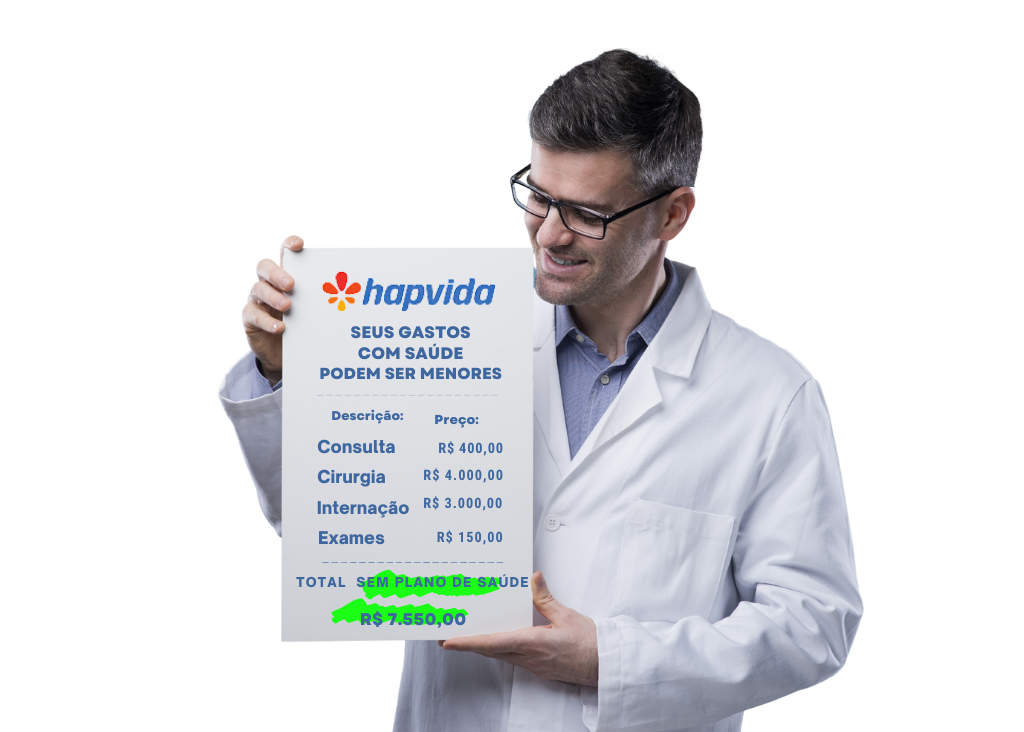 hapvida
SEUS GASTOS
COM SAÚDE
PODEM SER MENORES
Descrição: Preço:
Consulta R$ 400,00
Cirurgia R$ 4.000,00
Internação R$ 3.000,00
Exames R$ 150,00
TOTAL SEM PLANO DE SAÚDE
R$ 7.550,00